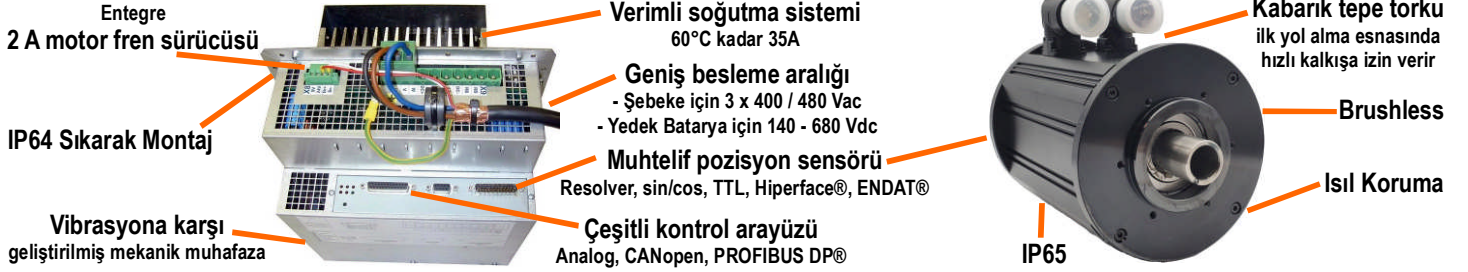 Entegre
2 A motor fren sürücüsü
IP64 Sıkarak Montaj
Vibrasyona karşı
geliştirilmiş mekanik muhafaza
Verimli soğutma sistemi
60°C kadar 35A
Geniş besleme aralığı
- Şebeke için 3 x 400 / 480 Vac
- Yedek Batarya için 140 - 680 Vdc
Muhtelif pozisyon sensörü
Resolver, sin/cos, TTL, Hiperface®, ENDAT®
Çeşitli kontrol arayüzü
Analog, CANopen, PROFIBUS DP®
Kabarık tepe torku
ilk yol alma esnasında
hızlı kalkışa izin verir
Brushless
Isıl Koruma
IP65